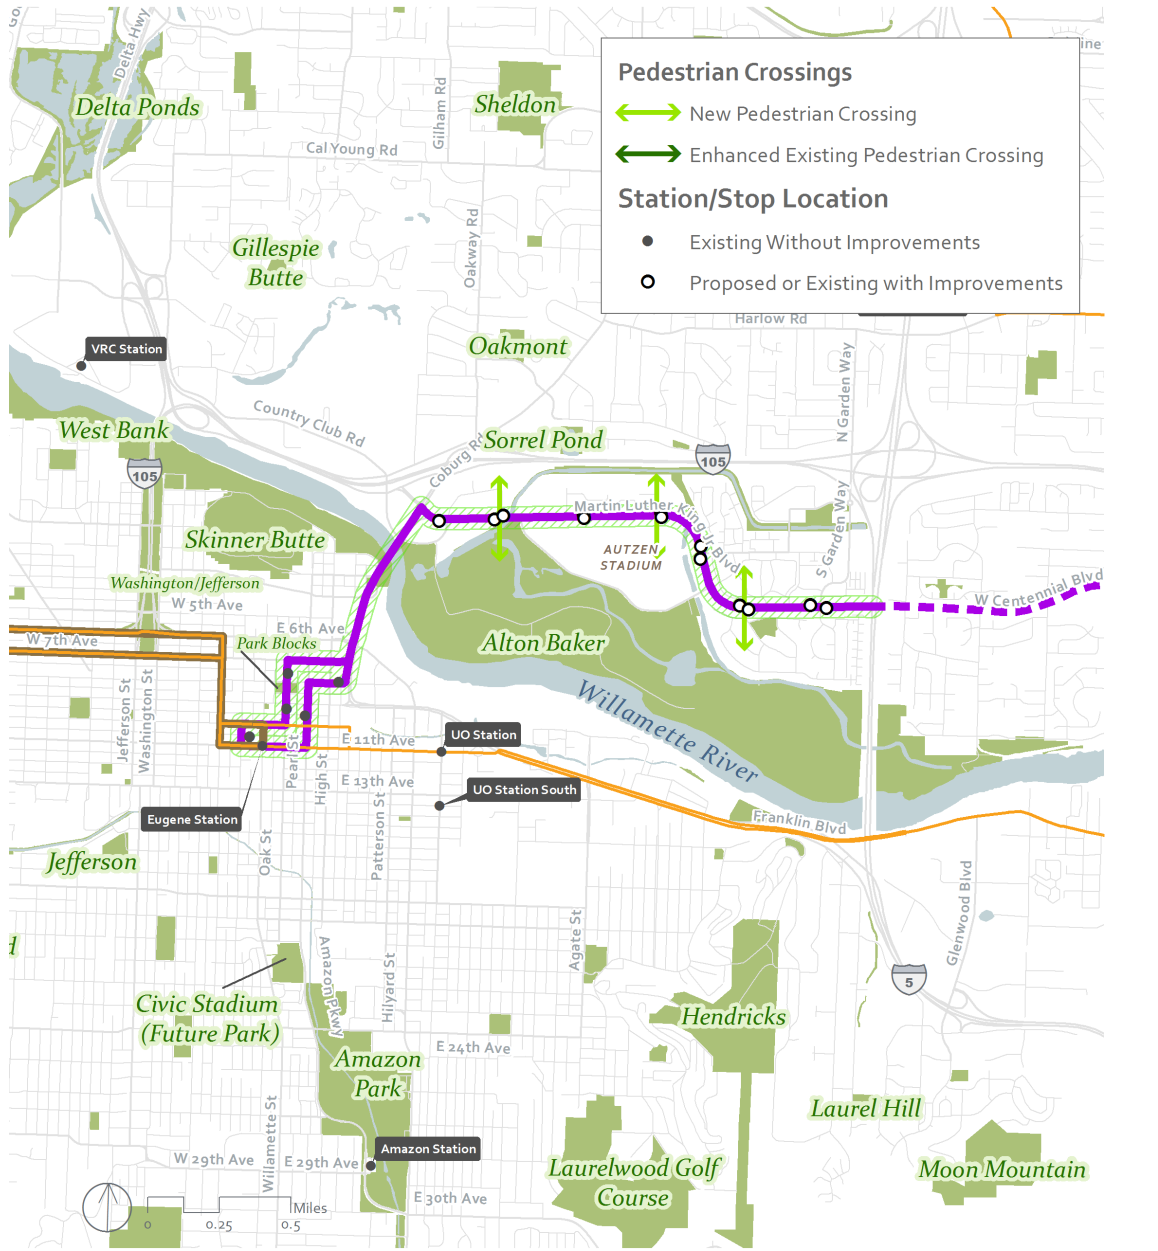 Delta Hwy
Pedestrian Crossings
New Pedestrian Crossing
Enhanced Existing Pedestrian Crossing
Station/Stop Location
Existing Without Improvements
Proposed or Existing with Improvements
Delta Ponds
Sheldon
Gilham Rd
Cal Young Rd
Oakway Rd
Gillespie
Butte
Harlow Rd
VRC Station
Oakmont
N Garden Way
Country Club Rd
West Bank
Coburg Rd
Sorrel Pond
105
105
Martin Luther King Jr Blvd
S Garden Way
Skinner Butte
AUTZEN
STADIUM
Washington/Jefferson
W 5th Ave
W Centennial Blvd
E 6th Ave
W 7th Ave
Park Blocks
Alton Baker
Willamette River
Jefferson St
Washington St
UO Station
E 11th Ave
Pearl St
High St
E 13th Ave
UO Station South
Eugene Station
Patterson St
Franklin Blvd
Oak St
Jefferson
Glenwood Blvd
Agate St
d
Amazon Pkwy
Hilyard St
5
Civic Stadium
(Future Park)
Hendricks
E 24th Ave
Amazon
Park
Laurel Hill
Willamette St
Amazon Station
W 29th Ave
E 29th Ave
Laurelwood Golf
Course
Moon Mountain
E 30th Ave
Miles
0
0.25
0.5